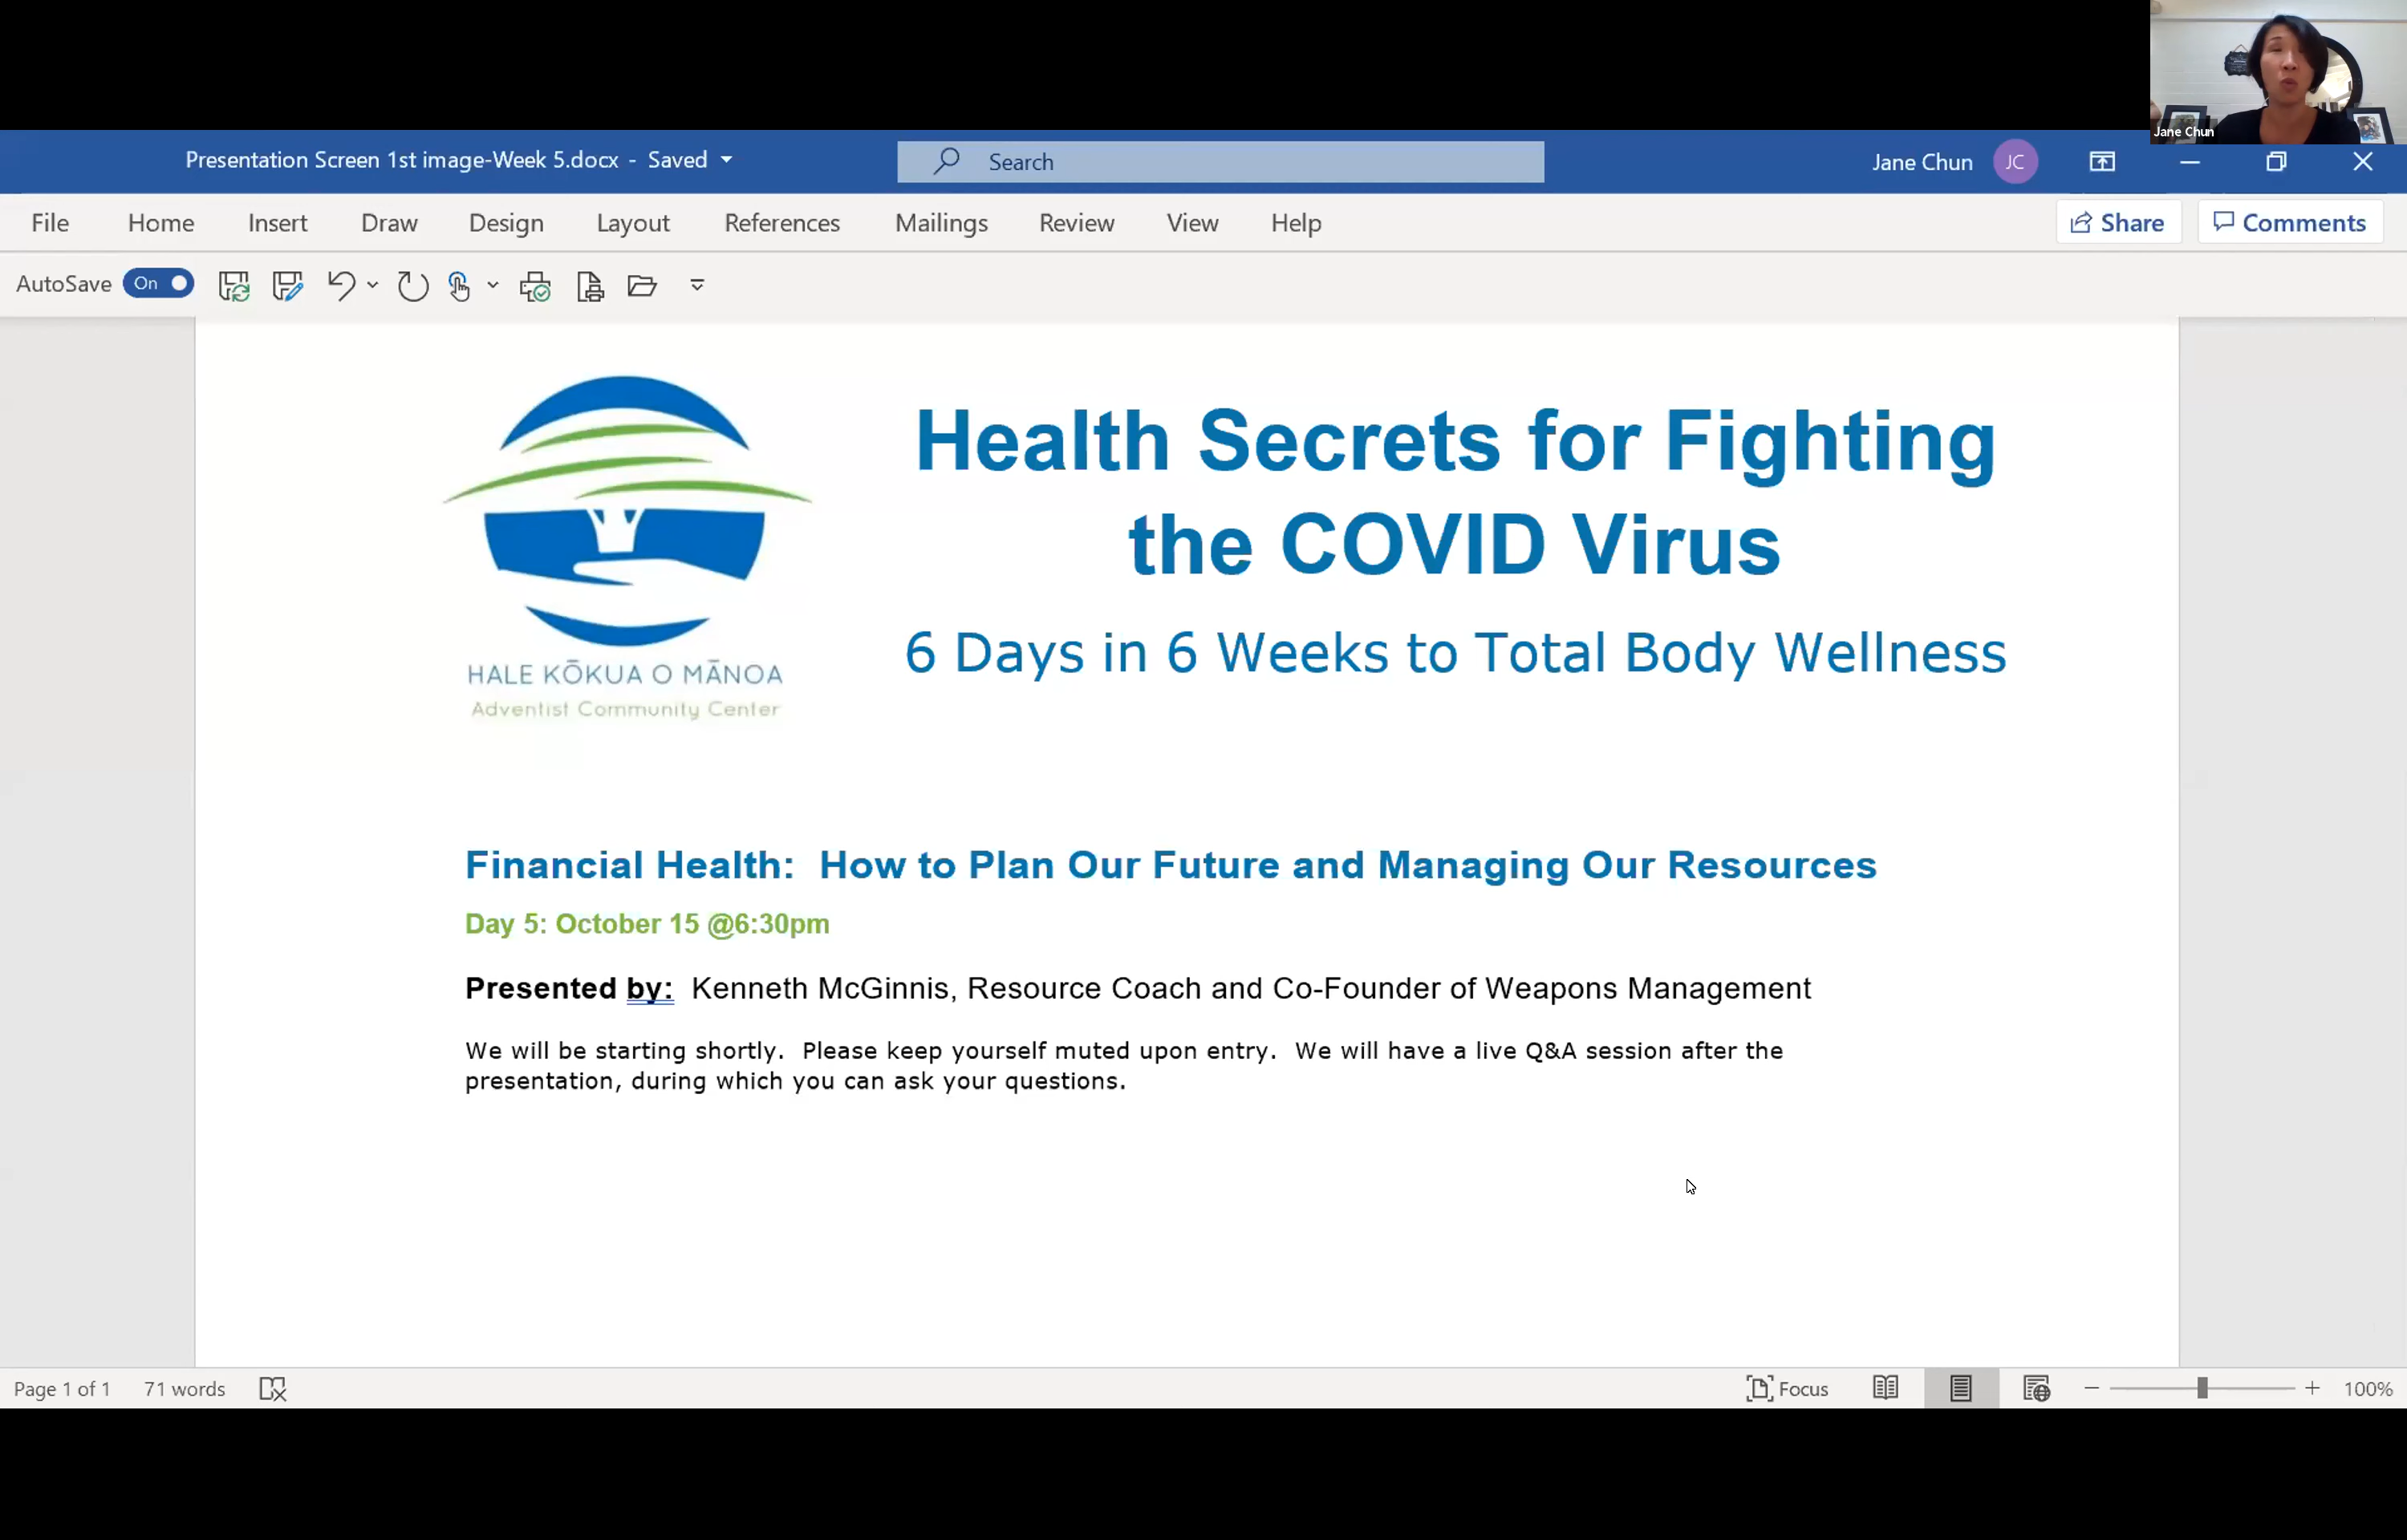 Jane Chun
Presentation Screen 1st image-Week 5.docx - Saved
Search
Jane Chun
JC
File Home Insert Draw Design Layout References Mailings Review View Help
Share
Comments
AutoSave On
Health Secrets for Fighting
the COVID Virus
6 Days in 6 Weeks to Total Body Wellness
HALE KŌKUA O MĀNOA
Adventist Community Center
Financial Health:  How to Plan Our Future and Managing Our Resources
Day 5: October 15 @6:30pm
Presented by:  Kenneth McGinnis, Resource Coach and Co-Founder of Weapons Management
We will be starting shortly.  Please keep yourself muted upon entry.  We will have a live Q&A session after the
presentation, during which you can ask your questions.
Page 1 of 1 71 words
Focus
100%